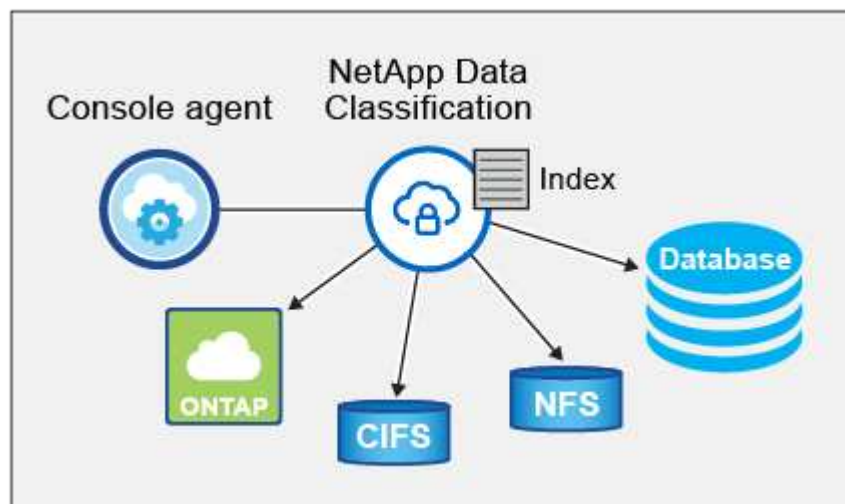 NetApp Data
Classification
Console agent
Index
Database
ONTAP
CIFS
NFS